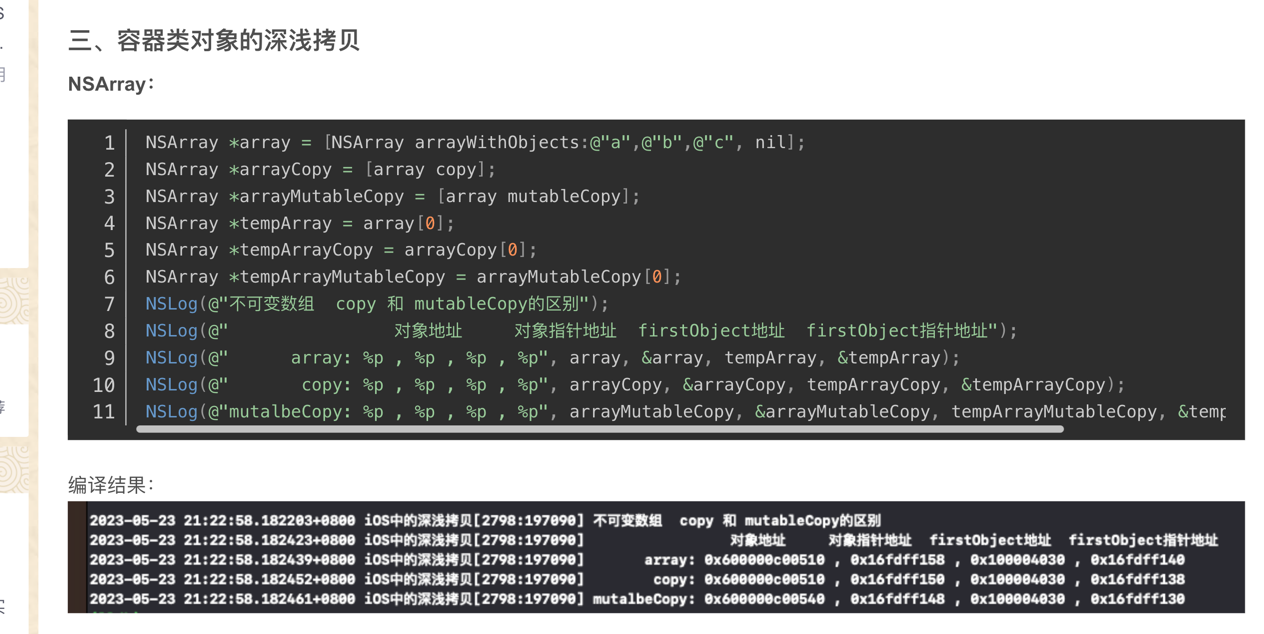 三、容器类对象的深浅拷贝
NSArray：
1 NSArray *array = [NSArray arrayWithObjects:@"a",@"b",@"c", nil];
2 NSArray *arrayCopy = [array copy];
3 NSArray *arrayMutableCopy = [array mutableCopy];
4 NSArray *tempArray = array[0];
5 NSArray *tempArrayCopy = arrayCopy[0];
6 NSArray *tempArrayMutableCopy = arrayMutableCopy[0];
7 NSLog(@"不可变数组  copy 和 mutableCopy的区别");
8 NSLog(@"                对象地址     对象指针地址  firstObject地址  firstObject指针地址");
9 NSLog(@"      array: %p , %p , %p , %p", array, &array, tempArray, &tempArray);
10 NSLog(@"       copy: %p , %p , %p , %p", arrayCopy, &arrayCopy, tempArrayCopy, &tempArrayCopy);
11 NSLog(@"mutalbeCopy: %p , %p , %p , %p", arrayMutableCopy, &arrayMutableCopy, tempArrayMutableCopy, &temp
编译结果：
2023-05-23 21:22:58.182203+0800 iOS中的深浅拷贝[2798:197090] 不可变数组  copy 和 mutableCopy的区别
2023-05-23 21:22:58.182423+0800 iOS中的深浅拷贝[2798:197090]                 对象地址     对象指针地址  firstObject地址  firstObject指针地址
2023-05-23 21:22:58.182439+0800 iOS中的深浅拷贝[2798:197090]       array: 0x600000c00510 , 0x16fdff158 , 0x100004030 , 0x16fdff140
2023-05-23 21:22:58.182452+0800 iOS中的深浅拷贝[2798:197090]        copy: 0x600000c00510 , 0x16fdff150 , 0x100004030 , 0x16fdff138
2023-05-23 21:22:58.182461+0800 iOS中的深浅拷贝[2798:197090] mutalbeCopy: 0x600000c00540 , 0x16fdff148 , 0x100004030 , 0x16fdff130